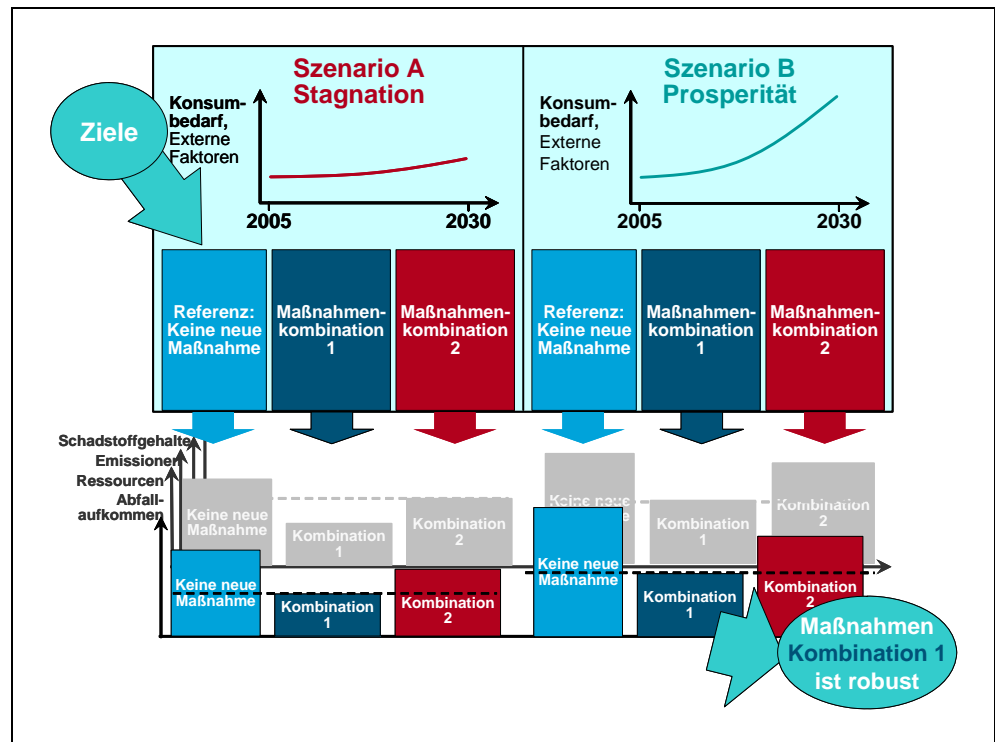 Szenario A
Stagnation
Szenario B
Prosperität
Ziele
Konsum-
bedarf,
Externe
Faktoren
2005
2030
Konsum-
bedarf,
Externe
Faktoren
2005
2030
Referenz:
Keine neue
Maßnahme
Maßnahmen-
kombination
1
Maßnahmen-
kombination
2
Referenz:
Keine neue
Maßnahme
Maßnahmen-
kombination
1
Maßnahmen-
kombination
2
Schadstoffgehalte
Emissionen
Ressourcen
Abfall-
aufkommen
Keine neue
Maßnahme
Kombination
1
Kombination
2
Keine neue
Maßnahme
Kombination
1
Kombination
2
Keine neue
Maßnahme
Kombination
1
Kombination
2
Keine neue
Maßnahme
Kombination
1
Kombination
2
Maßnahmen
Kombination 1
ist robust